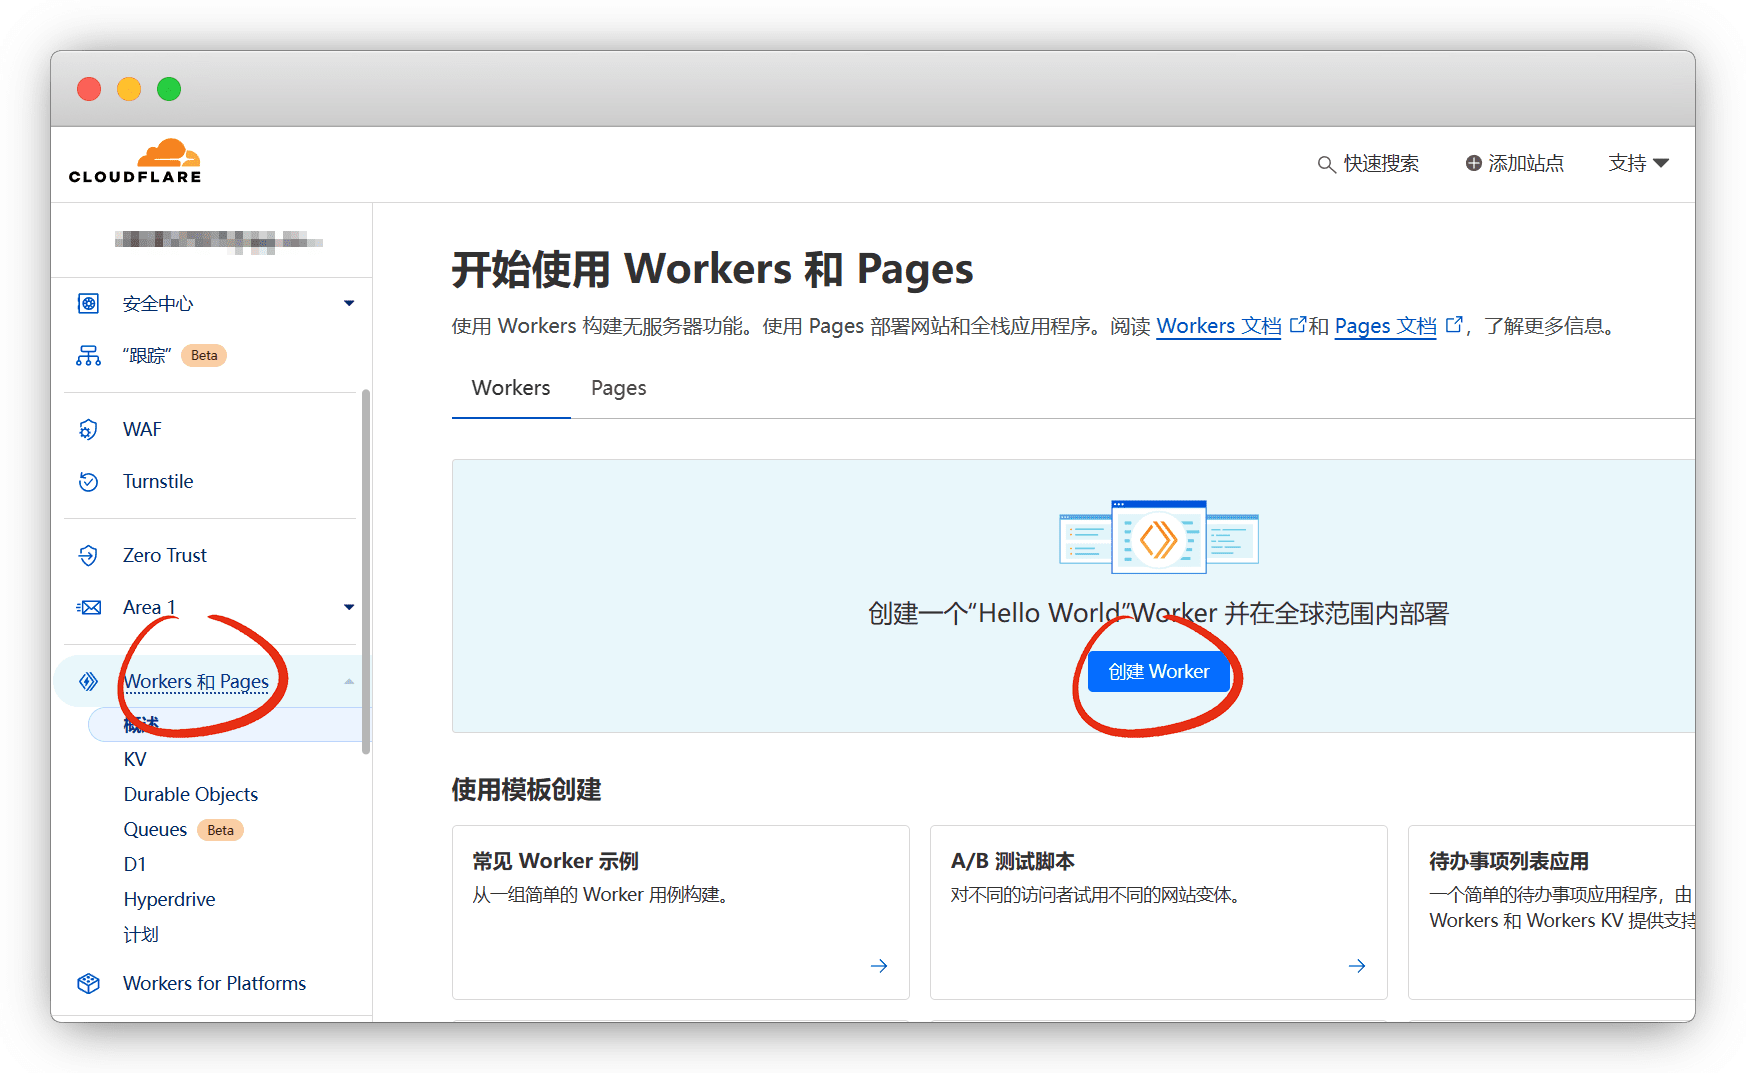 CLOUDFLARE
快速搜索
添加站点
支持
安全中心
“跟踪” Beta
WAF
Turnstile
Zero Trust
Area 1
Workers 和 Pages
概述
KV
Durable Objects
Queues Beta
D1
Hyperdrive
计划
Workers for Platforms
开始使用 Workers 和 Pages
使用 Workers 构建无服务器功能。使用 Pages 部署网站和全栈应用程序。阅读 Workers 文档 和 Pages 文档 ，了解更多信息。
Workers Pages
创建一个“Hello World”Worker 并在全球范围内部署
创建 Worker
使用模板创建
常见 Worker 示例
从一组简单的 Worker 用例构建。
A/B 测试脚本
对不同的访问者试用不同的网站变体。
待办事项列表应用
一个简单的待办事项应用程序，由
Workers 和 Workers KV 提供支持